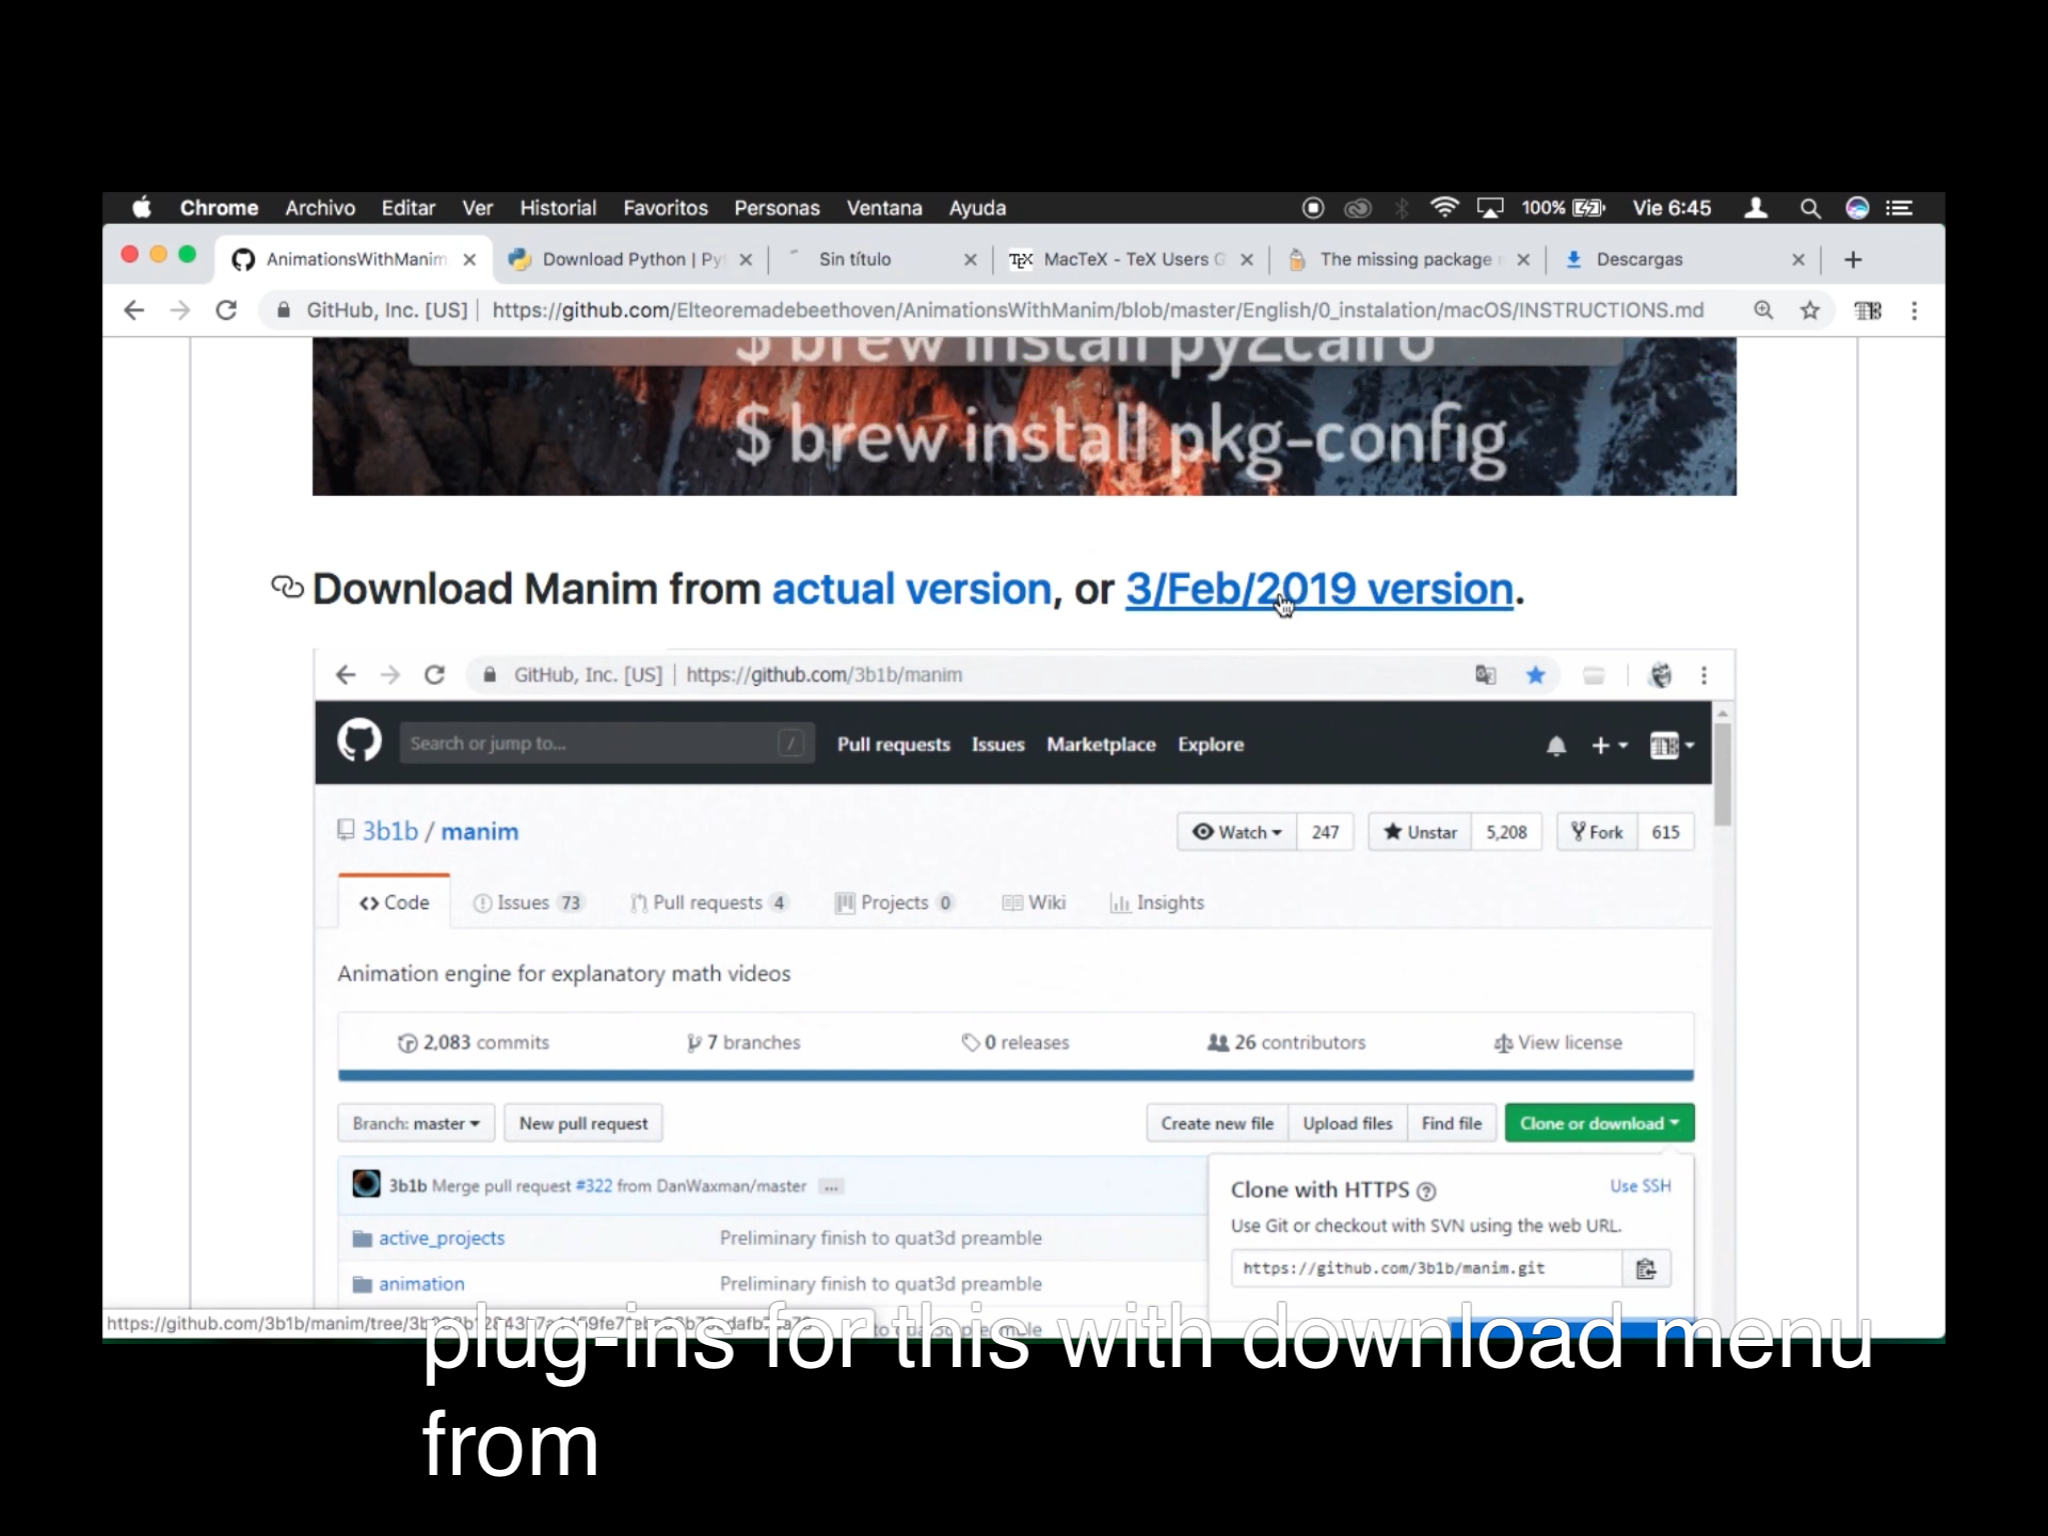 Chrome Archivo Editar Ver Historial Favoritos Personas Ventana Ayuda 100% Vie 6:45
AnimationsWithManim Download Python | Py Sin título MacTeX - TeX Users G The missing package Descargas
GitHub, Inc. [US] | https://github.com/Elteoremadebeethoven/AnimationsWithManim/blob/master/English/0_instalation/macOS/INSTRUCTIONS.md
$ brew install py2cairo
$ brew install pkg-config
Download Manim from actual version, or 3/Feb/2019 version.
GitHub, Inc. [US] | https://github.com/3b1b/manim
Search or jump to... / Pull requests Issues Marketplace Explore
3b1b / manim Watch 247 Unstar 5,208 Fork 615
Code Issues 73 Pull requests 4 Projects 0 Wiki Insights
Animation engine for explanatory math videos
2,083 commits 7 branches 0 releases 26 contributors View license
Branch: master New pull request Create new file Upload files Find file Clone or download
3b1b Merge pull request #322 from DanWaxman/master ...
Clone with HTTPS Use SSH
Use Git or checkout with SVN using the web URL.
active_projects Preliminary finish to quat3d preamble
https://github.com/3b1b/manim.git
animation Preliminary finish to quat3d preamble
to quat3d preamble
plug-ins for this with download menu
from